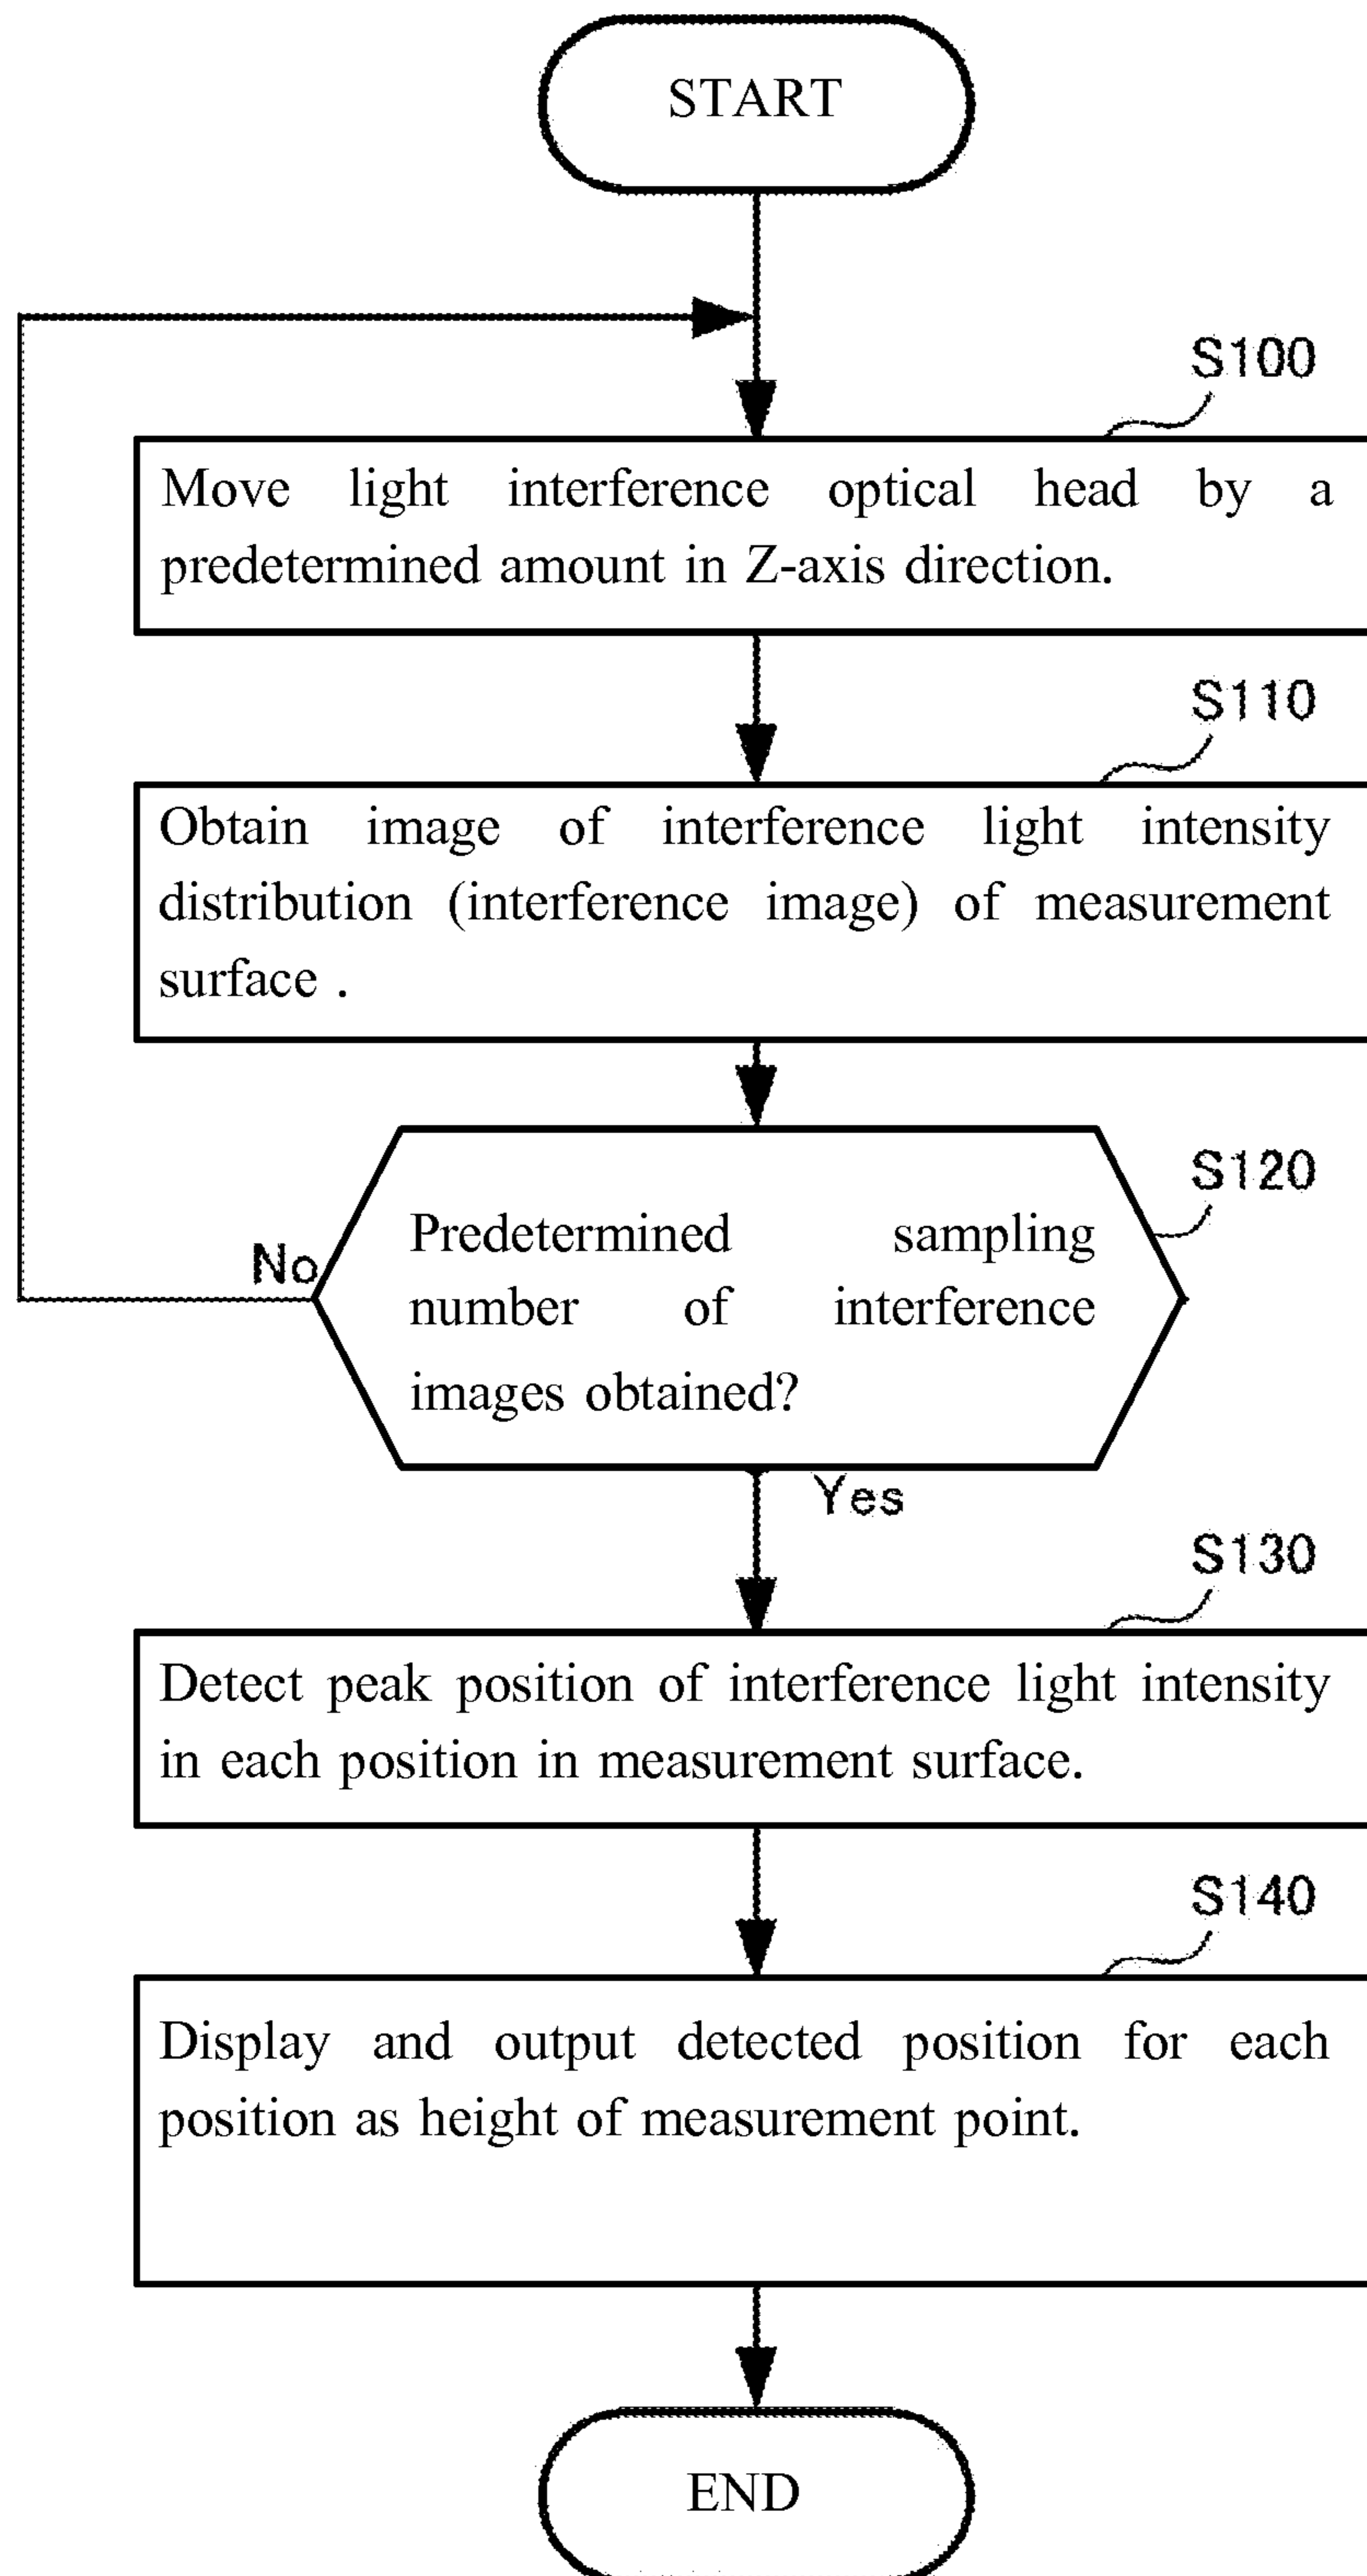 START
S100
Move light interference optical head by a
predetermined amount in Z-axis direction.
S110
Obtain image of interference light intensity
distribution (interference image) of measurement
surface .
S120
Predetermined sampling
No
number of interference
images obtained?
Yes
S130
Detect peak position of interference light intensity
in each position in measurement surface.
S140
Display and output detected position for each
position as height of measurement point.
END